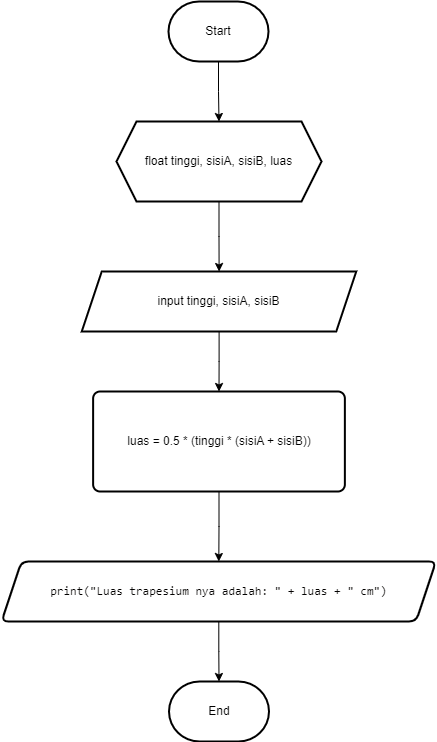 Start
float tinggi, sisiA, sisiB, luas
input tinggi, sisiA, sisiB
luas = 0.5 * (tinggi * (sisiA + sisiB))
print("Luas trapesium nya adalah: " + luas + " cm")
End